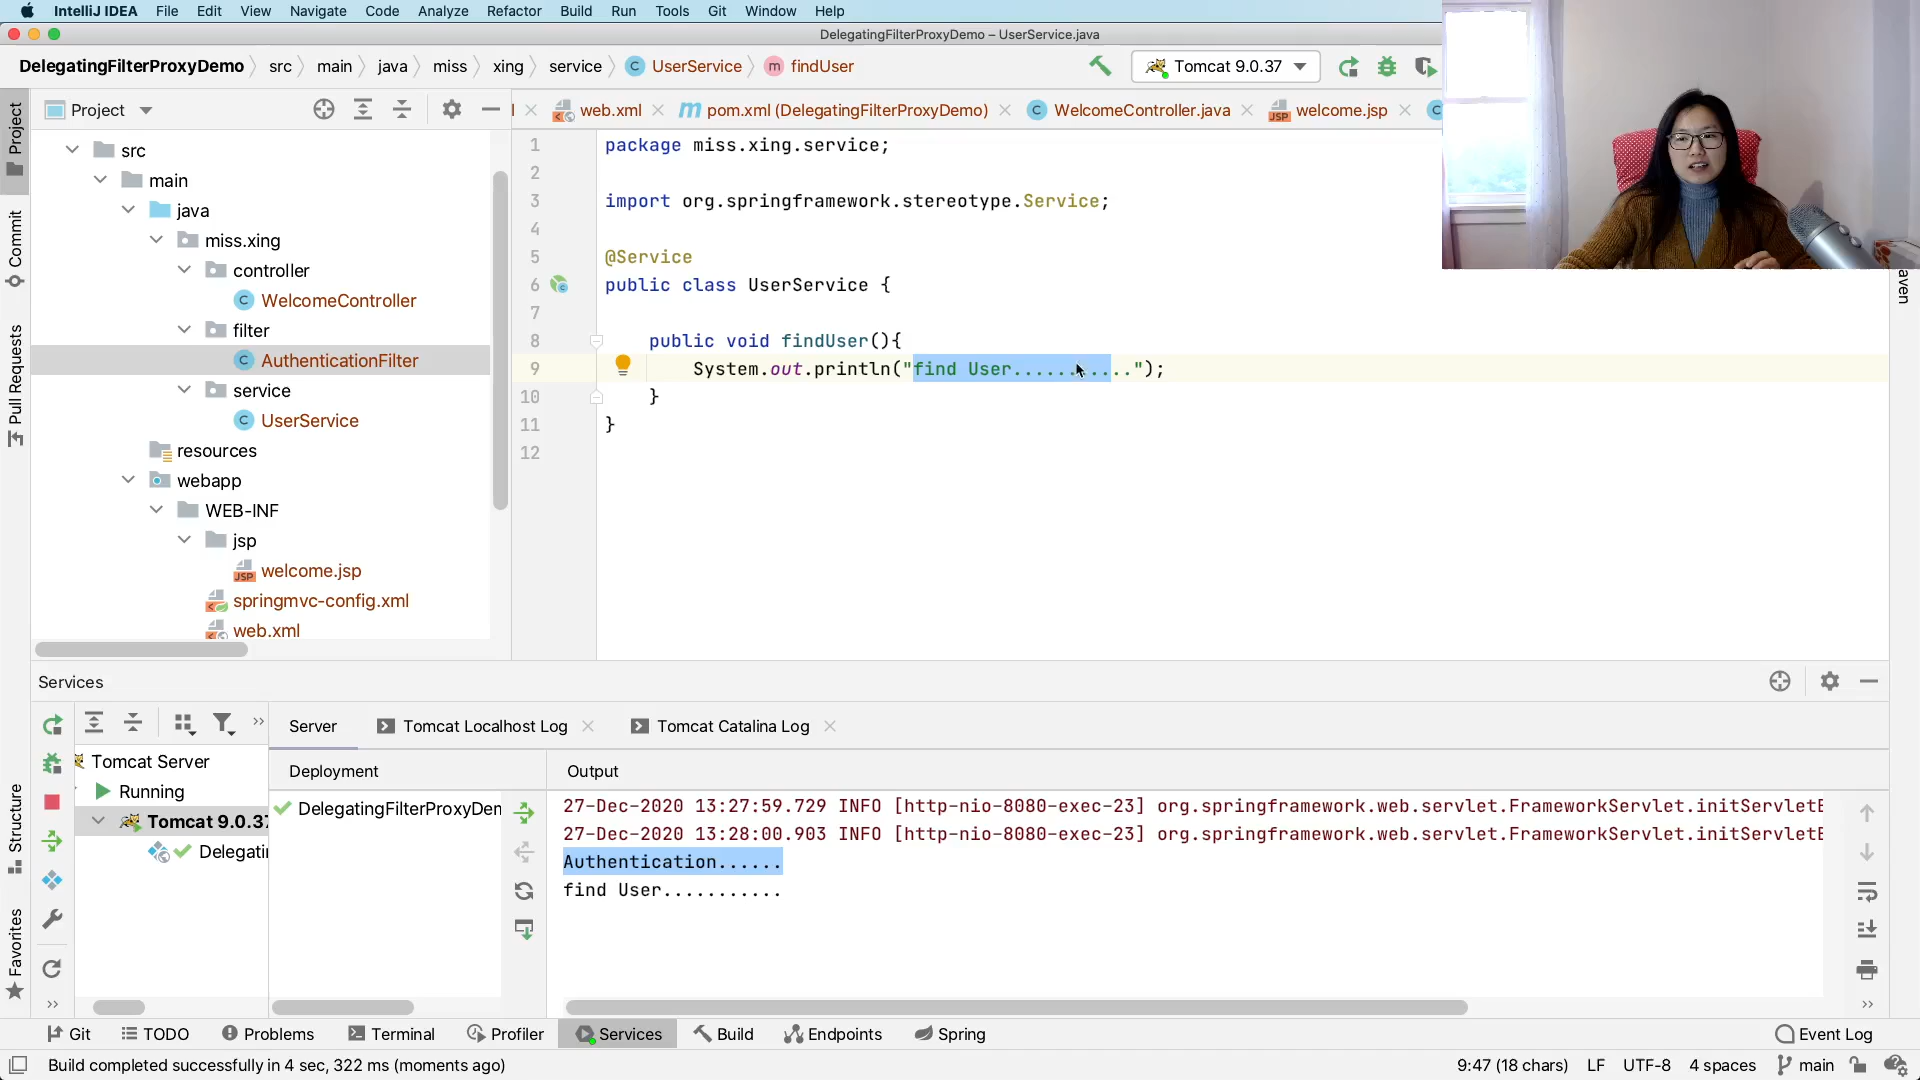 IntelliJ IDEA File Edit View Navigate Code Analyze Refactor Build Run Tools Git Window Help
DelegatingFilterProxyDemo – UserService.java
DelegatingFilterProxyDemo src main java miss xing service UserService findUser
Tomcat 9.0.37
Project
web.xml pom.xml (DelegatingFilterProxyDemo) WelcomeController.java welcome.jsp
Project
Commit
Pull Requests
Structure
Favorites
src
main
java
miss.xing
controller
WelcomeController
filter
AuthenticationFilter
service
UserService
resources
webapp
WEB-INF
jsp
welcome.jsp
springmvc-config.xml
web.xml
1 package miss.xing.service;
2
3 import org.springframework.stereotype.Service;
4
5 @Service
6 public class UserService {
7
8 public void findUser(){
9 System.out.println("find User...........");
10 }
11 }
12
aven
Services
Server Tomcat Localhost Log Tomcat Catalina Log
Tomcat Server
Running
Tomcat 9.0.37
Delegati
Deployment
DelegatingFilterProxyDen
Output
27-Dec-2020 13:27:59.729 INFO [http-nio-8080-exec-23] org.springframework.web.servlet.FrameworkServlet.initServletB
27-Dec-2020 13:28:00.903 INFO [http-nio-8080-exec-23] org.springframework.web.servlet.FrameworkServlet.initServletB
Authentication......
find User...........
Git TODO Problems Terminal Profiler Services Build Endpoints Spring Event Log
Build completed successfully in 4 sec, 322 ms (moments ago) 9:47 (18 chars) LF UTF-8 4 spaces main